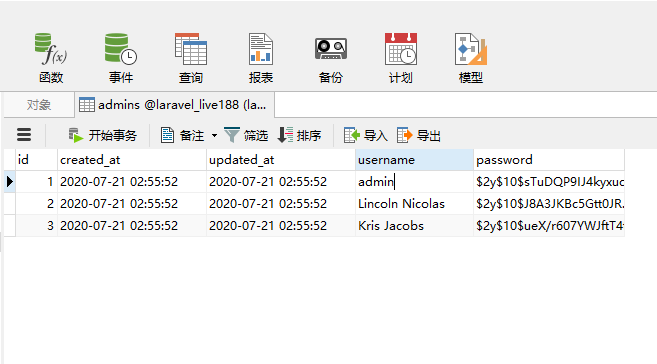 函数 事件 查询 报表 备份 计划 模型
对象 admins @laravel_live188 (la...
开始事务 备注 筛选 排序 导入 导出
id created_at updated_at username password
1 2020-07-21 02:55:52 2020-07-21 02:55:52 admin $2y$10$sTuDQP9IJ4kyxuc
2 2020-07-21 02:55:52 2020-07-21 02:55:52 Lincoln Nicolas $2y$10$J8A3JKBc5Gtt0JR.
3 2020-07-21 02:55:52 2020-07-21 02:55:52 Kris Jacobs $2y$10$ueX/r607YWJftT4